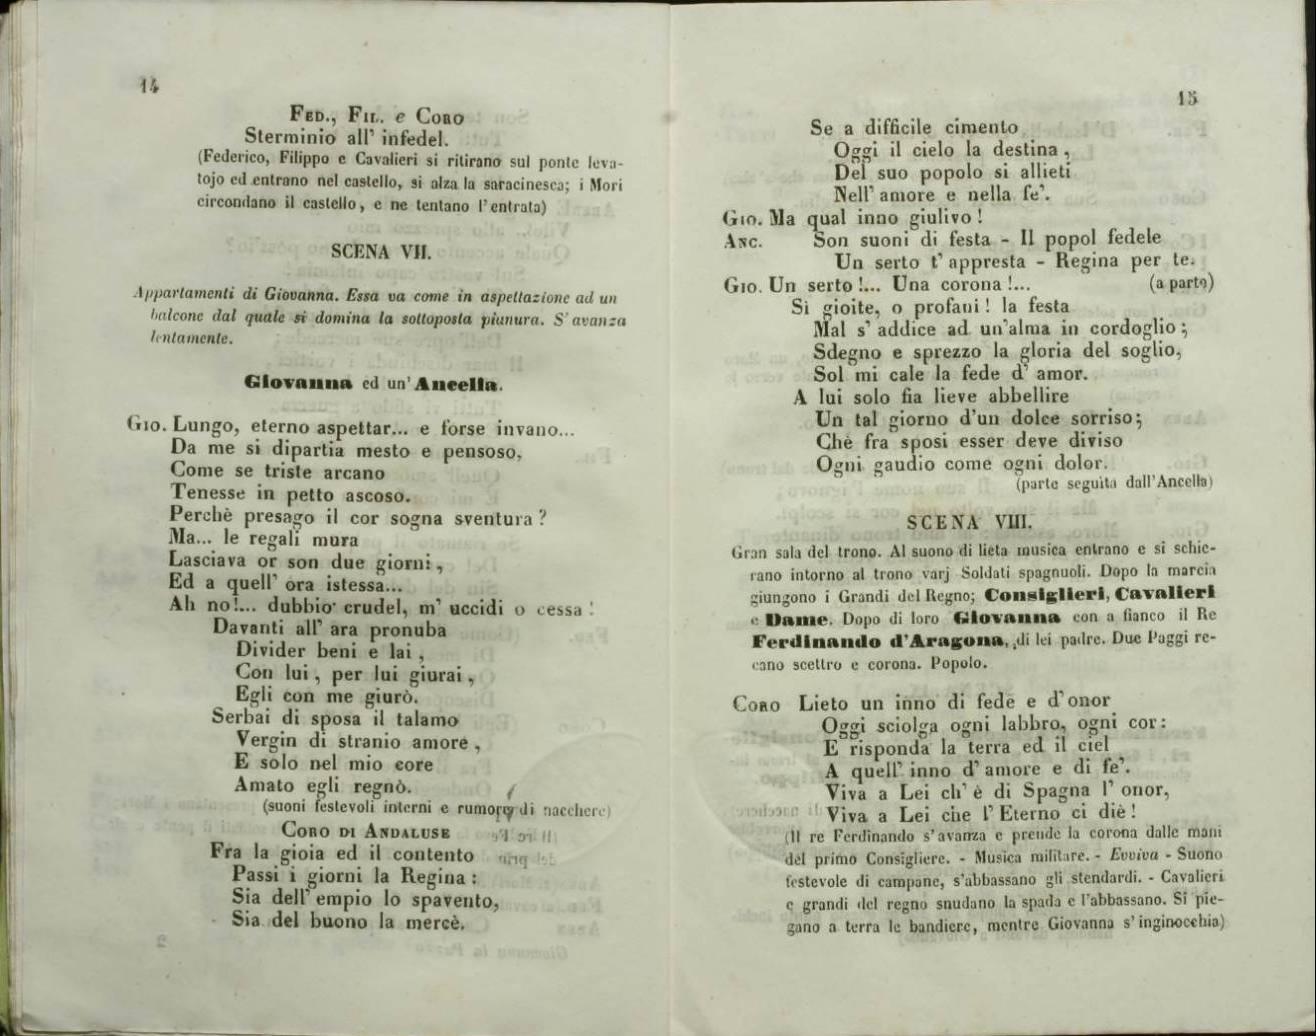 14
FED., FIL. e CORO
Sterminio all' infedel.
(Federico, Filippo e Cavalieri si ritirano sul ponte leva-
tojo ed entrano nel castello, si alza la saracinesca; i Mori
circondano il castello, e ne tentano l'entrata)
SCENA VII.
Appartamenti di Giovanna. Essa va come in aspettazione ad un
balcone dal quale si domina la sottoposta pianura. S'avanza
lentamente.
Giovanna ed un'Ancella.
GIO. Lungo, eterno aspettar... e forse invano...
Da me si dipartia mesto e pensoso,
Come se triste arcano
Tenesse in petto ascoso.
Perchè presago il cor sogna sventura?
Ma... le regali mura
Lasciava or son due giorni,
Ed a quell' ora istessa...
Ah no!... dubbio crudel, m' uccidi o cessa!
Davanti all' ara pronuba
Divider beni e lai,
Con lui, per lui giurai,
Egli con me giurò.
Serbai di sposa il talamo
Vergin di stranio amore,
E solo nel mio core
Amato egli regnò.
(suoni festevoli interni e rumore di nacchere)
CORO DI ANDALUSE
Fra la gioia ed il contento
Passi i giorni la Regina:
Sia dell' empio lo spavento,
Sia del buono la mercè.
15
Se a difficile cimento
Oggi il cielo la destina,
Del suo popolo si allieti
Nell' amore e nella fe'.
GIO. Ma qual inno giulivo!
ANC. Son suoni di festa - Il popol fedele
Un serto t' appresta - Regina per te.
GIO. Un serto!... Una corona!... (a parte)
Sì gioite, o profani! la festa
Mal s' addice ad un'alma in cordoglio;
Sdegno e sprezzo la gloria del soglio,
Sol mi cale la fede d' amor.
A lui solo fia lieve abbellire
Un tal giorno d'un dolce sorriso;
Chè fra sposi esser deve diviso
Ogni gaudio come ogni dolor.
(parte seguita dall'Ancella)
SCENA VIII.
Gran sala del trono. Al suono di lieta musica entrano e si schie-
rano intorno al trono varj Soldati spagnuoli. Dopo la marcia
giungono i Grandi del Regno; Consiglieri, Cavalieri
e Dame. Dopo di loro Giovanna con a fianco il Re
Ferdinando d'Aragona, di lei padre. Due Paggi re-
cano scettro e corona. Popolo.
CORO Lieto un inno di fede e d'onor
Oggi sciolga ogni labbro, ogni cor:
E risponda la terra ed il ciel
A quell' inno d' amore e di fe'.
Viva a Lei ch' è di Spagna l' onor,
Viva a Lei che l' Eterno ci diè!
(Il re Ferdinando s'avanza e prende la corona dalle mani
del primo Consigliere. - Musica militare. - Evviva - Suono
festevole di campane, s'abbassano gli stendardi. - Cavalieri
e grandi del regno snudano la spada e l'abbassano. Si pie-
gano a terra le bandiere, mentre Giovanna s'inginocchia)